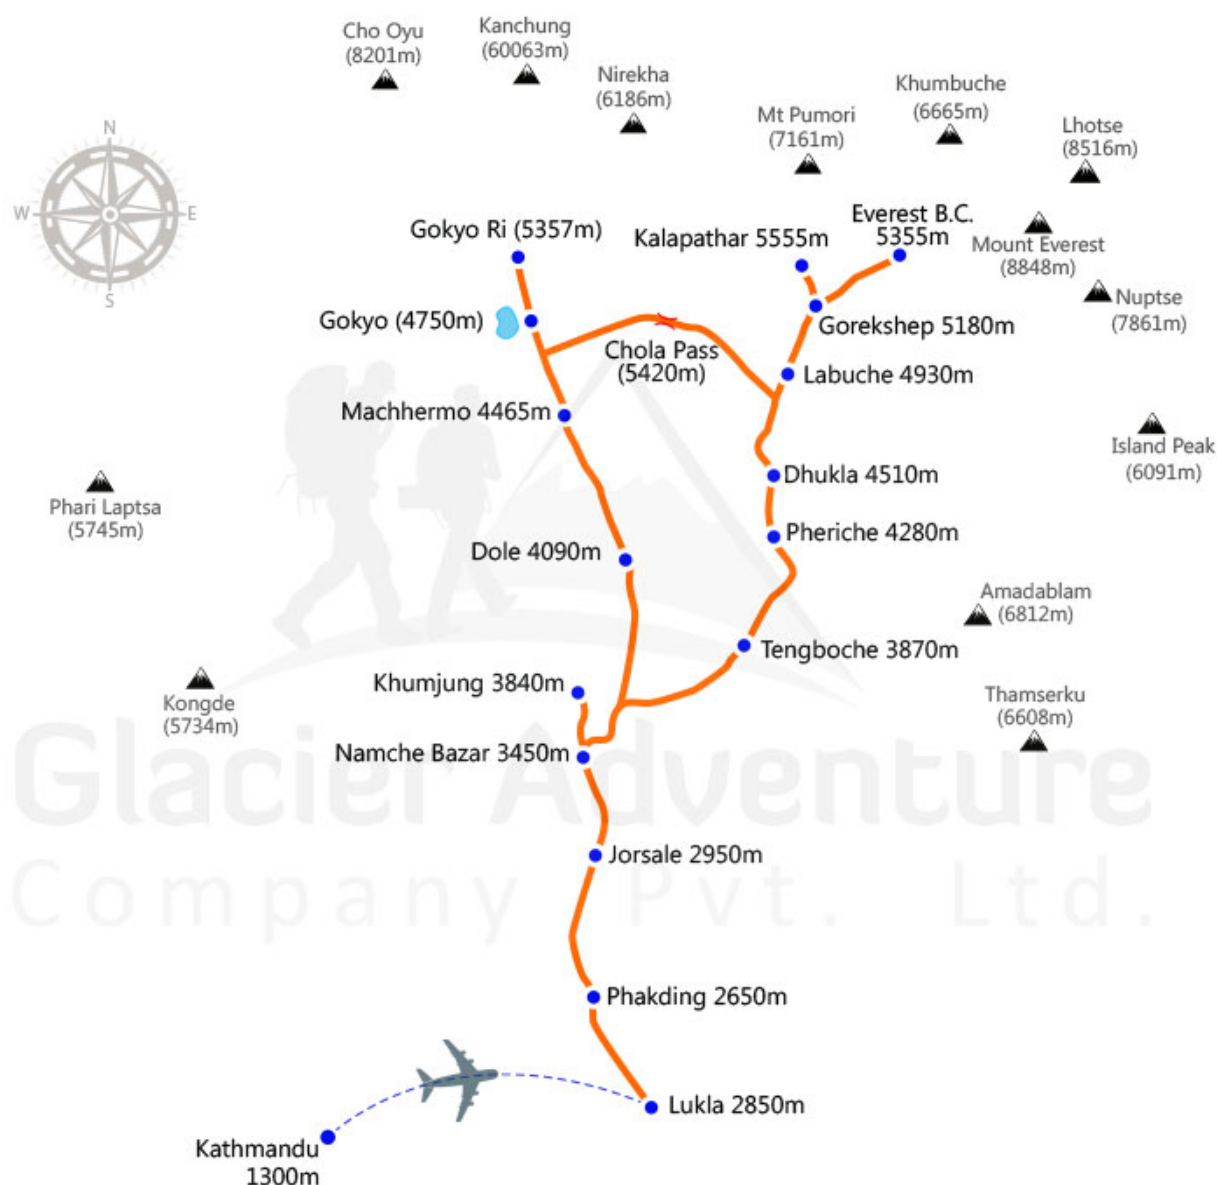 Cho Oyu
(8201m)
Kanchung
(60063m)
Nirekha
(6186m)
Mt Pumori
(7161m)
Khumbuche
(6665m)
Lhotse
(8516m)
N
W
E
S
Gokyo Ri (5357m)
Kalapathar 5555m
Everest B.C.
5355m
Mount Everest
(8848m)
Nuptse
(7861m)
Gokyo (4750m)
Gorekshep 5180m
Chola Pass
(5420m)
Labuche 4930m
Machhermo 4465m
Island Peak
(6091m)
Dhukla 4510m
Phari Laptsa
(5745m)
Pheriche 4280m
Dole 4090m
Amadablam
(6812m)
Tengboche 3870m
Khumjung 3840m
Kongde
(5734m)
Thamserku
(6608m)
Namche Bazar 3450m
Glacier Adventure
Company Pvt. Ltd.
Jorsale 2950m
Phakding 2650m
Lukla 2850m
Kathmandu
1300m